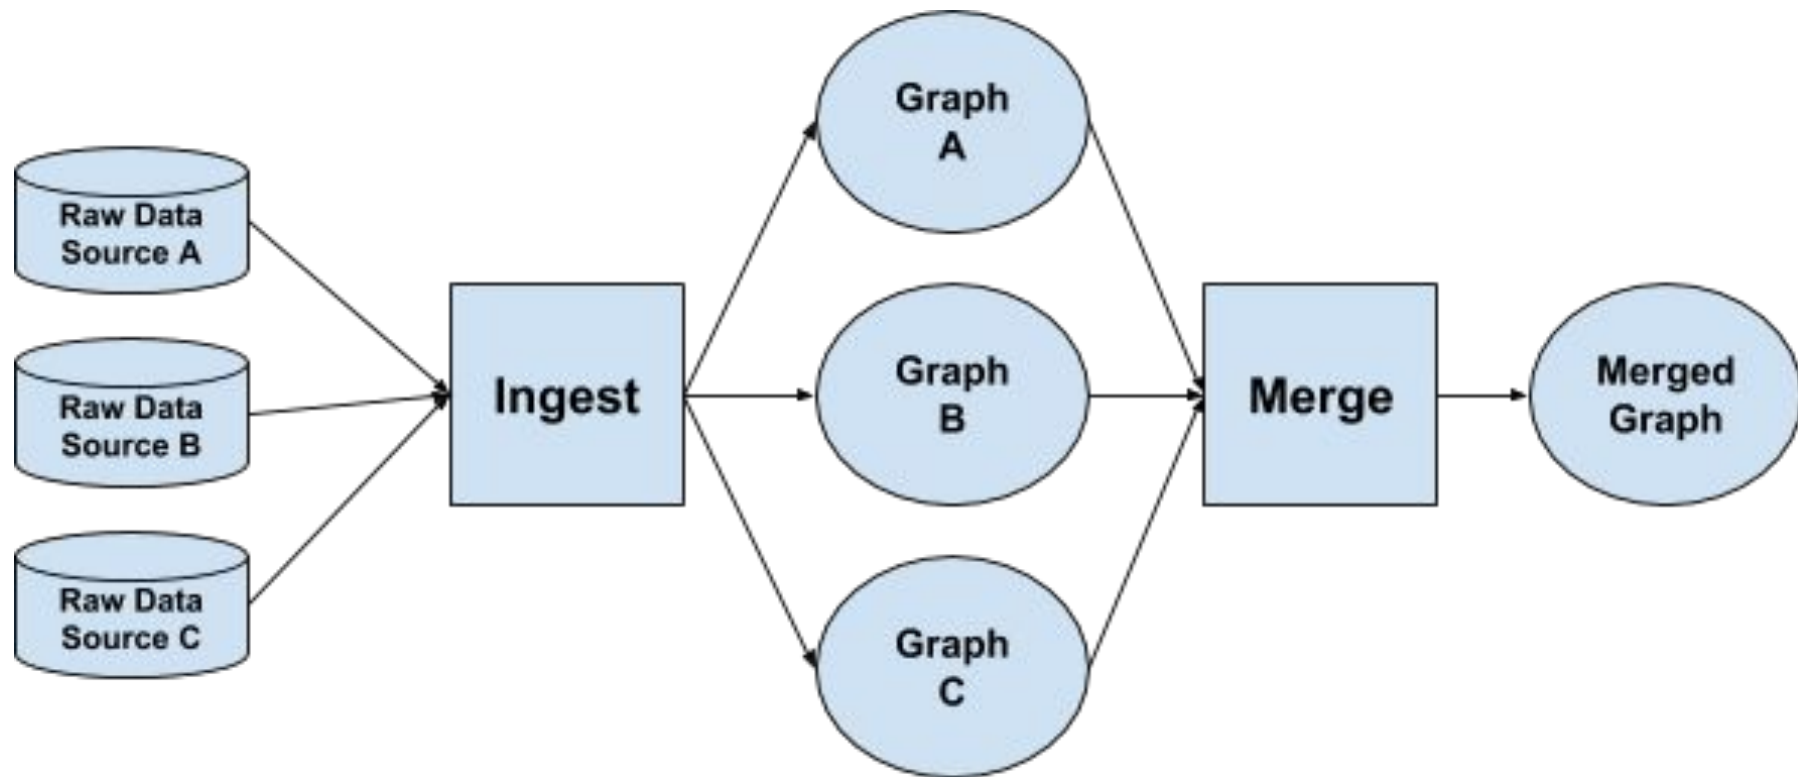 Raw Data
Source A
Raw Data
Source B
Raw Data
Source C
Ingest
Graph
A
Graph
B
Graph
C
Merge
Merged
Graph